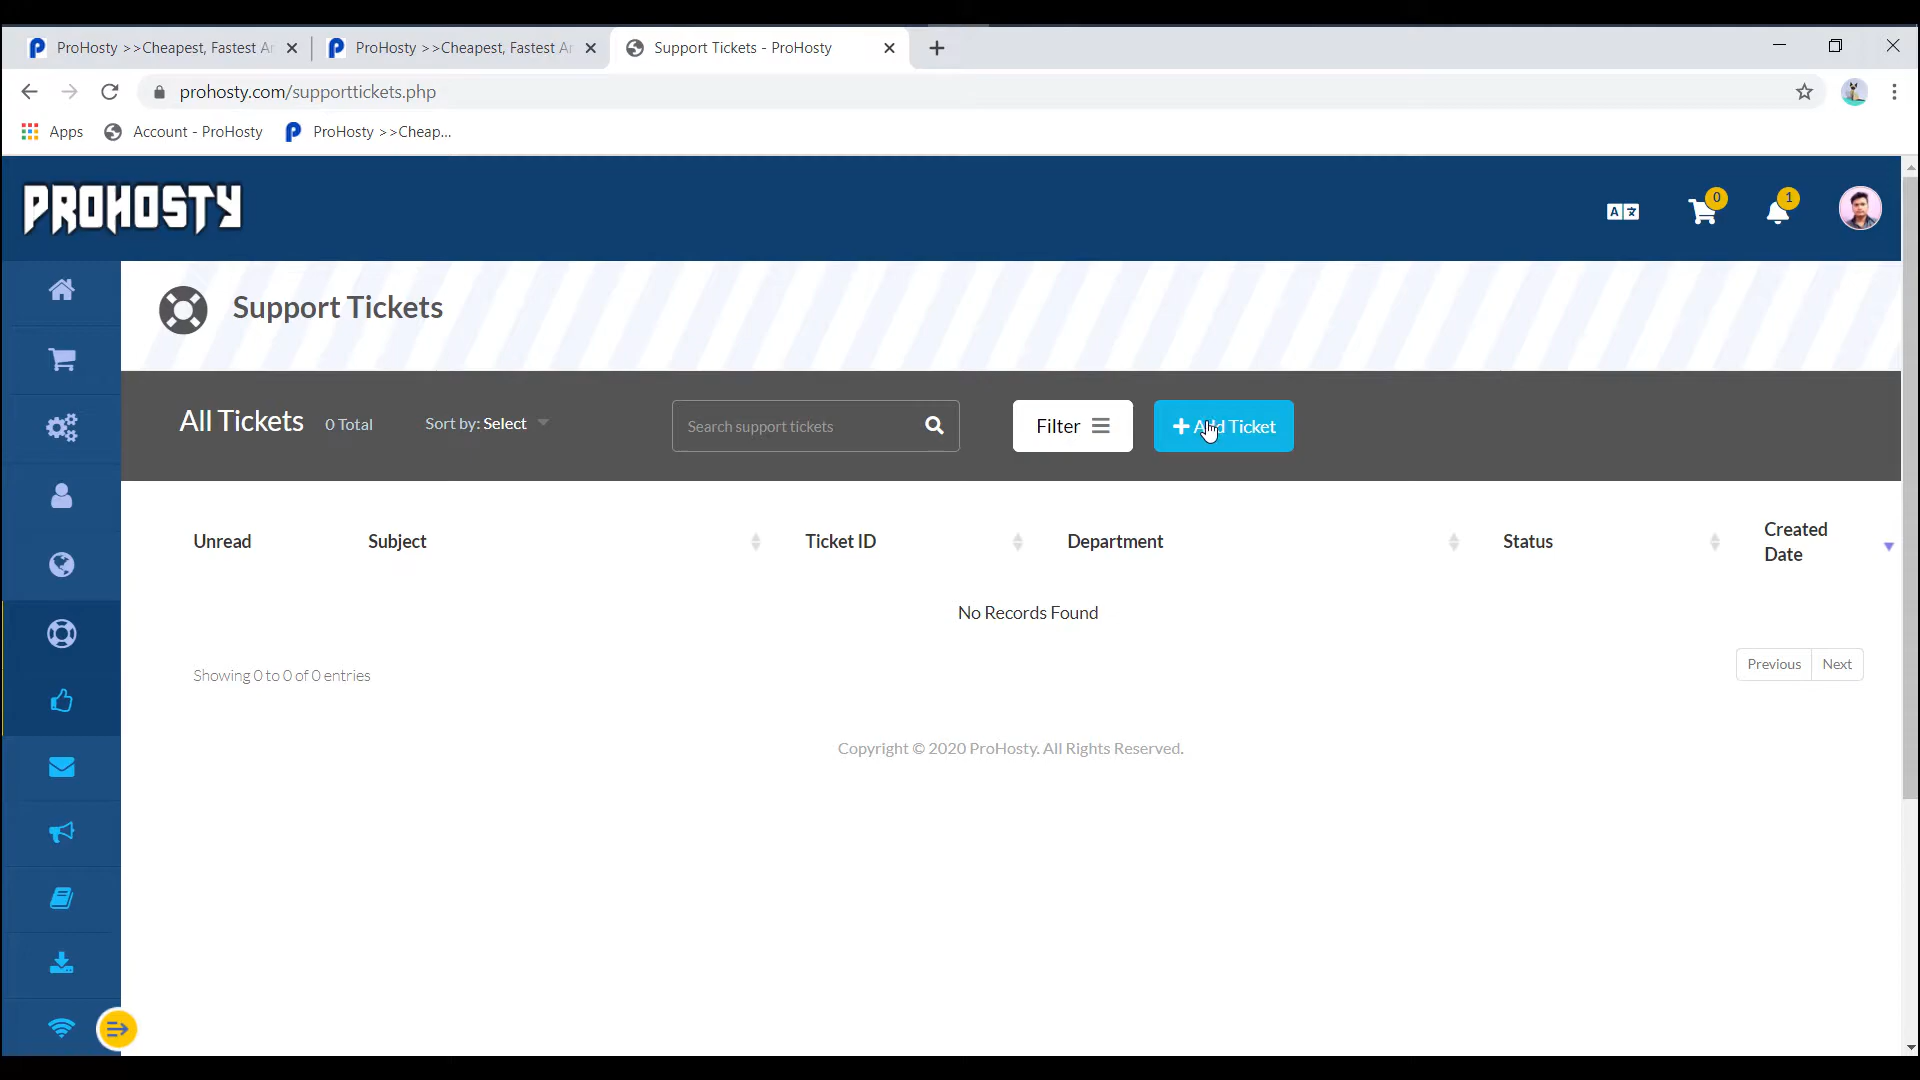 ProHosty >>Cheapest, Fastest An
ProHosty >>Cheapest, Fastest An
Support Tickets - ProHosty
prohosty.com/supporttickets.php
Apps
Account - ProHosty
ProHosty >>Cheap...
PROHOSTY
0
1
Support Tickets
All Tickets
0 Total
Sort by: Select
Search support tickets
Filter
Add Ticket
Unread
Subject
Ticket ID
Department
Status
Created
Date
No Records Found
Showing 0 to 0 of 0 entries
Previous
Next
Copyright © 2020 ProHosty. All Rights Reserved.